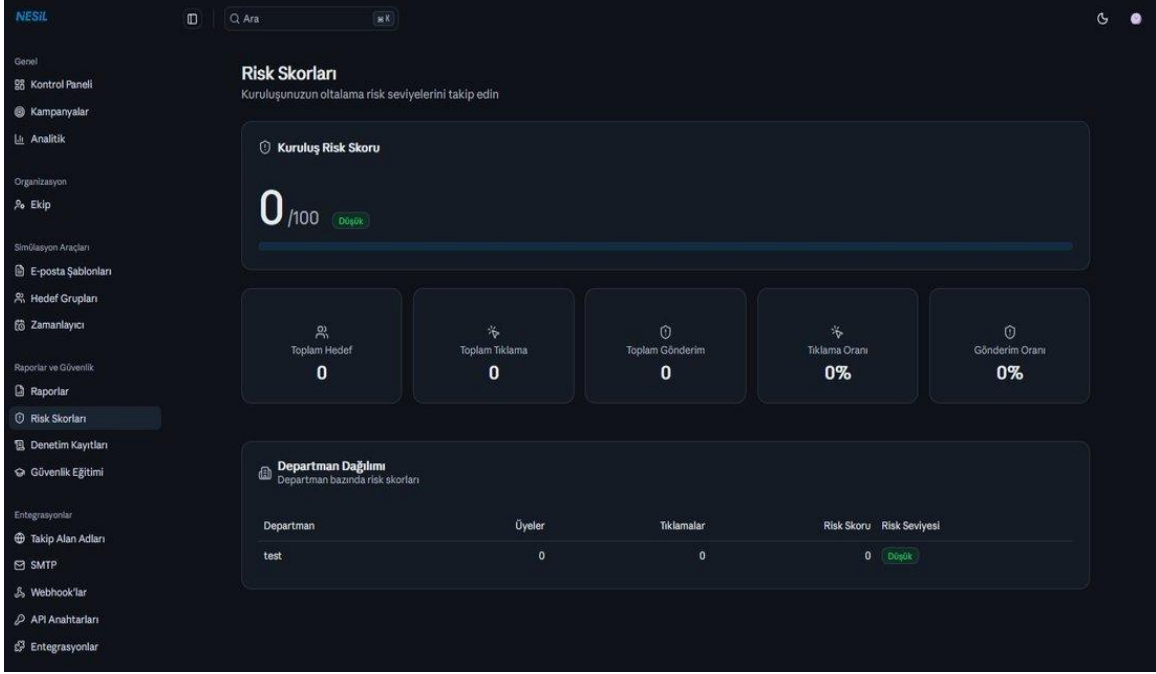 NESİL
Ara
⌘ K
Genel
Kontrol Paneli
Kampanyalar
Analitik
Organizasyon
Ekip
Simülasyon Araçları
E-posta Şablonları
Hedef Grupları
Zamanlayıcı
Raporlar ve Güvenlik
Raporlar
Risk Skorları
Denetim Kayıtları
Güvenlik Eğitimi
Entegrasyonlar
Takip Alan Adları
SMTP
Webhook'lar
API Anahtarları
Entegrasyonlar
Risk Skorları
Kuruluşunuzun oltalama risk seviyelerini takip edin
Kuruluş Risk Skoru
0 /100 Düşük
Toplam Hedef
0
Toplam Tıklama
0
Toplam Gönderim
0
Tıklama Oranı
0%
Gönderim Oranı
0%
Departman Dağılımı
Departman bazında risk skorları
Departman Üyeler Tıklamalar Risk Skoru Risk Seviyesi
test 0 0 0 Düşük